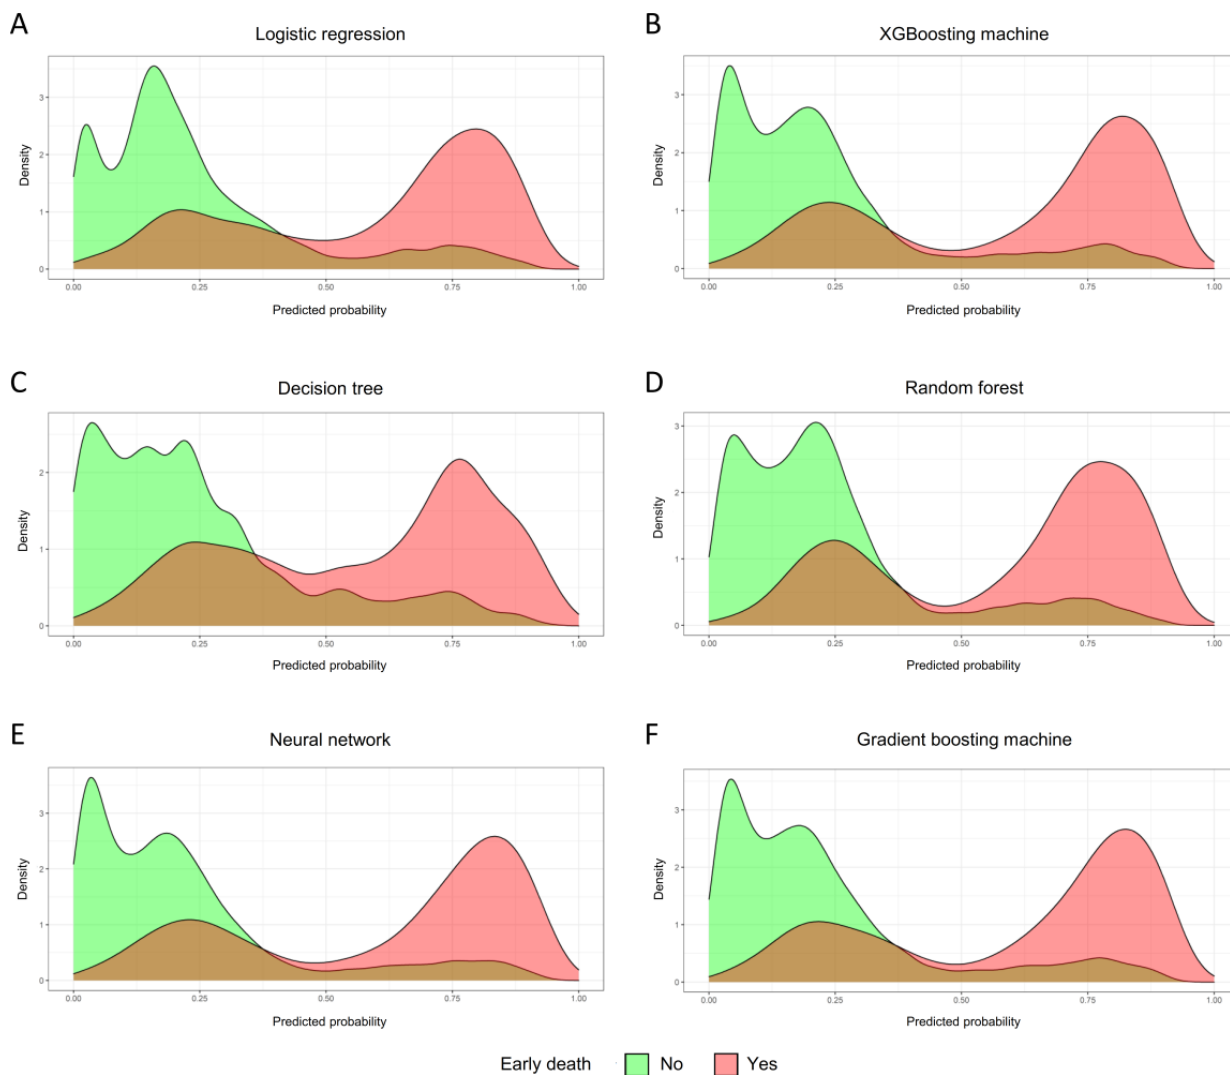 A
Logistic regression
Density
3
2
1
0
0.00 0.25 0.50 0.75 1.00
Predicted probability
B
XGBoosting machine
Density
3
2
1
0
0.00 0.25 0.50 0.75 1.00
Predicted probability
C
Decision tree
Density
2
1
0
0.00 0.25 0.50 0.75 1.00
Predicted probability
D
Random forest
Density
3
2
1
0
0.00 0.25 0.50 0.75 1.00
Predicted probability
E
Neural network
Density
3
2
1
0
0.00 0.25 0.50 0.75 1.00
Predicted probability
F
Gradient boosting machine
Density
3
2
1
0
0.00 0.25 0.50 0.75 1.00
Predicted probability
Early death No Yes